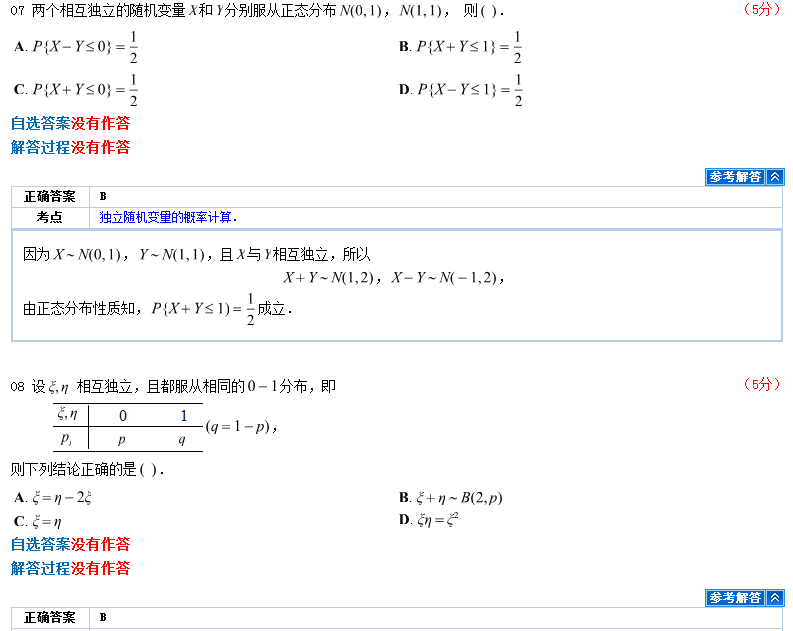 07 两个相互独立的随机变量 X 和 Y 分别服从正态分布 N(0,1)，N(1,1)， 则 ( ) . （5分）
A. P{X−Y≤0}=1/2 B. P{X+Y≤1}=1/2
C. P{X+Y≤0}=1/2 D. P{X−Y≤1}=1/2
自选答案没有作答
解答过程没有作答
参考解答
正确答案 B
考点 独立随机变量的概率计算．
因为 X ~ N(0,1)，Y ~ N(1,1)，且 X 与 Y 相互独立，所以
X+Y ~ N(1,2)，X−Y ~ N(−1,2)，
由正态分布性质知，P{X+Y≤1)=1/2 成立．
08 设 ξ,η 相互独立，且都服从相同的 0−1 分布，即 （5分）
ξ,η 0 1
p_i p q (q=1−p)，
则下列结论正确的是 ( ) .
A. ξ=η−2ξ B. ξ+η ~ B(2,p)
C. ξ=η D. ξη=ξ²
自选答案没有作答
解答过程没有作答
参考解答
正确答案 B